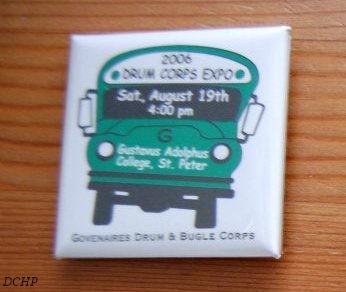 2006
DRUM CORPS EXPO
Sat, August 19th
4:00 pm
G
Gustavus Adolphus
College, St. Peter
Govenaires Drum & Bugle Corps
DCHP